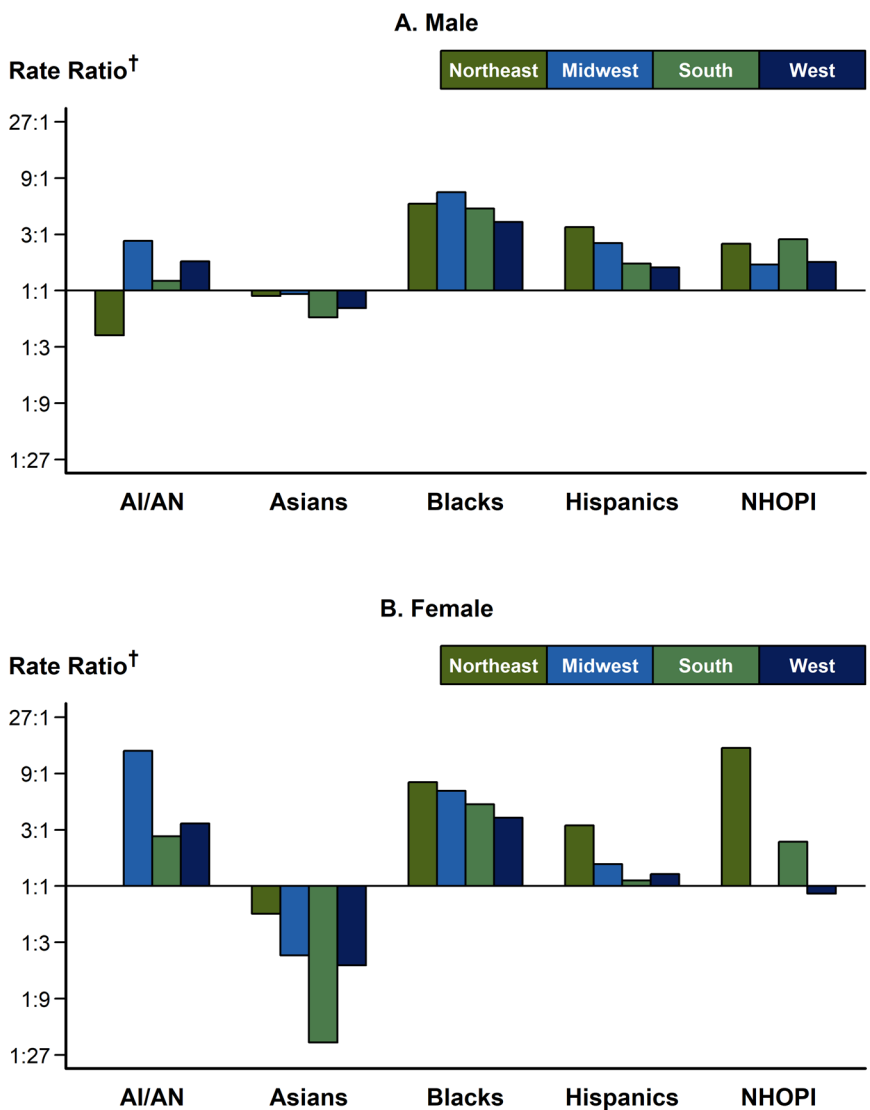 A. Male
Rate Ratio†
Northeast Midwest South West
27:1
9:1
3:1
1:1
1:3
1:9
1:27
AI/AN Asians Blacks Hispanics NHOPI
B. Female
Rate Ratio†
Northeast Midwest South West
27:1
9:1
3:1
1:1
1:3
1:9
1:27
AI/AN Asians Blacks Hispanics NHOPI